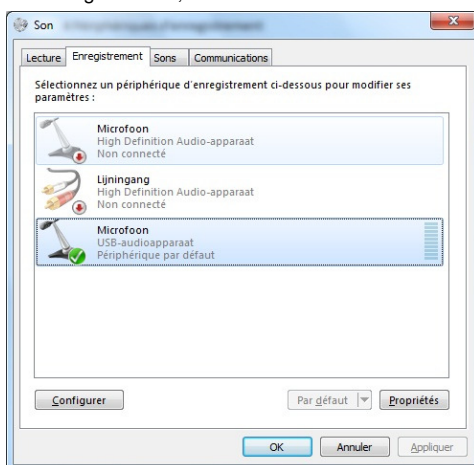 Son
Lecture Enregistrement Sons Communications
Sélectionnez un périphérique d'enregistrement ci-dessous pour modifier ses
paramètres :
Microfoon
High Definition Audio-apparaat
Non connecté
Lijningang
High Definition Audio-apparaat
Non connecté
Microfoon
USB-audioapparaat
Périphérique par défaut
Configurer Par défaut Propriétés
OK Annuler Appliquer